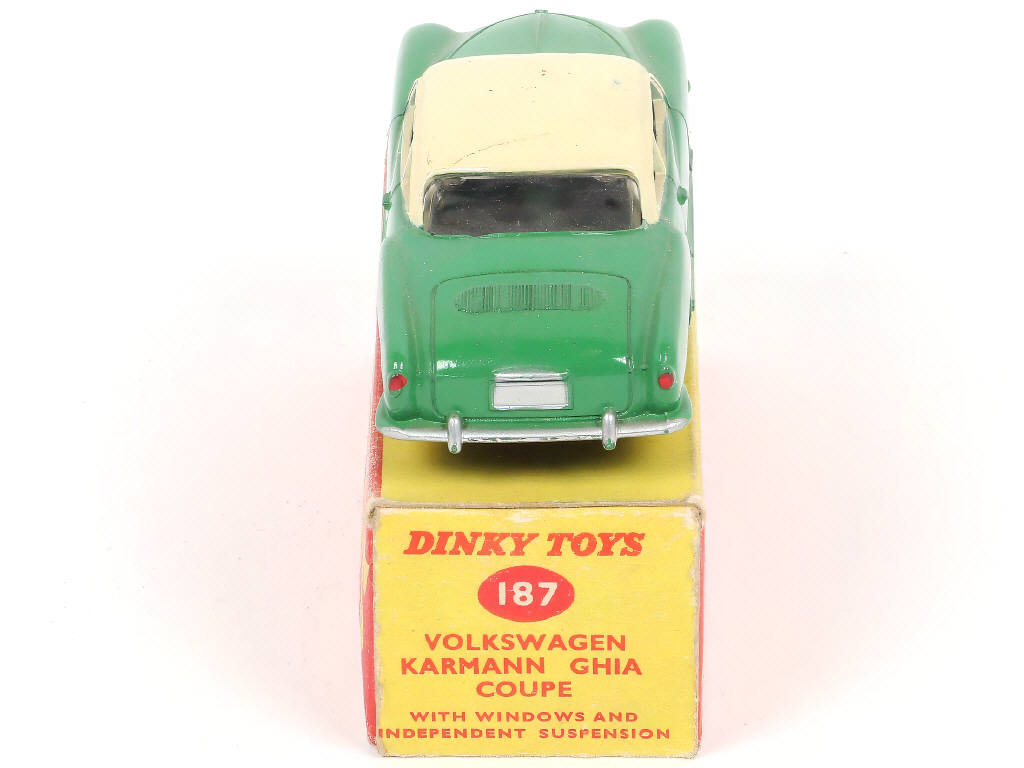 DINKY TOYS
187
VOLKSWAGEN
KARMANN GHIA
COUPE
WITH WINDOWS AND
INDEPENDENT SUSPENSION